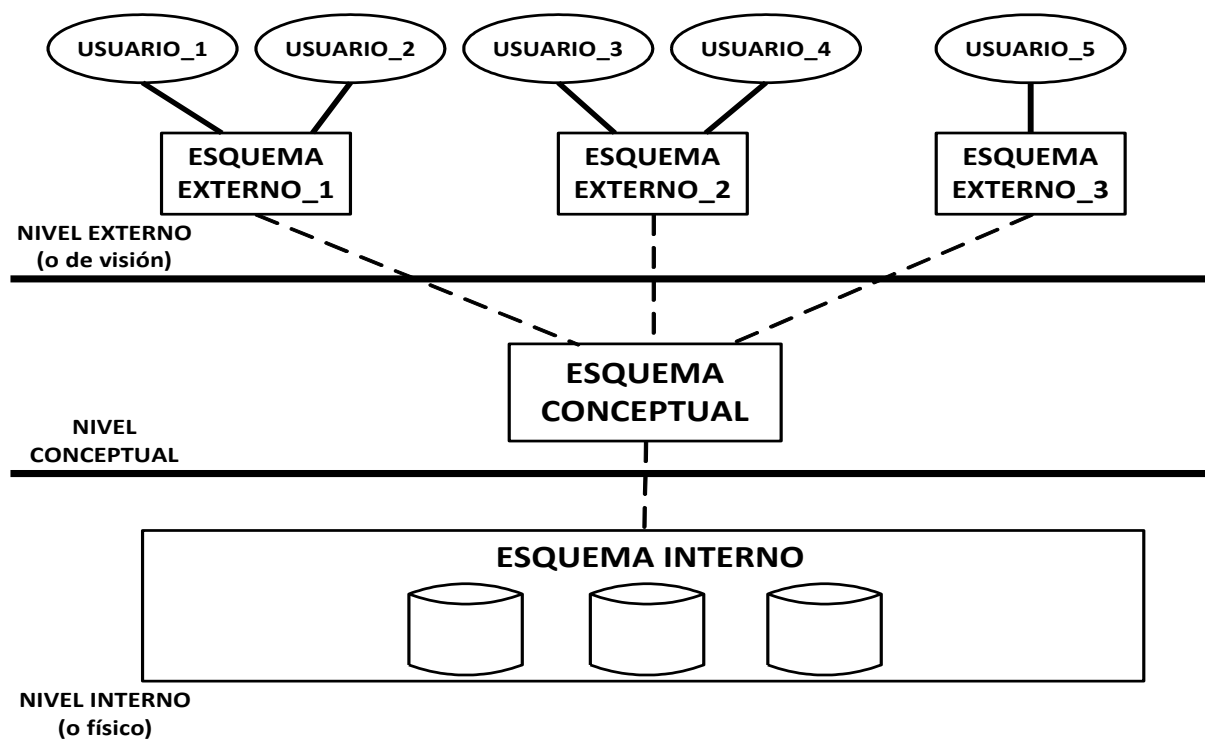 USUARIO_1
USUARIO_2
USUARIO_3
USUARIO_4
USUARIO_5
ESQUEMA
EXTERNO_1
ESQUEMA
EXTERNO_2
ESQUEMA
EXTERNO_3
NIVEL EXTERNO
(o de visión)
ESQUEMA
CONCEPTUAL
NIVEL
CONCEPTUAL
ESQUEMA INTERNO
NIVEL INTERNO
(o físico)